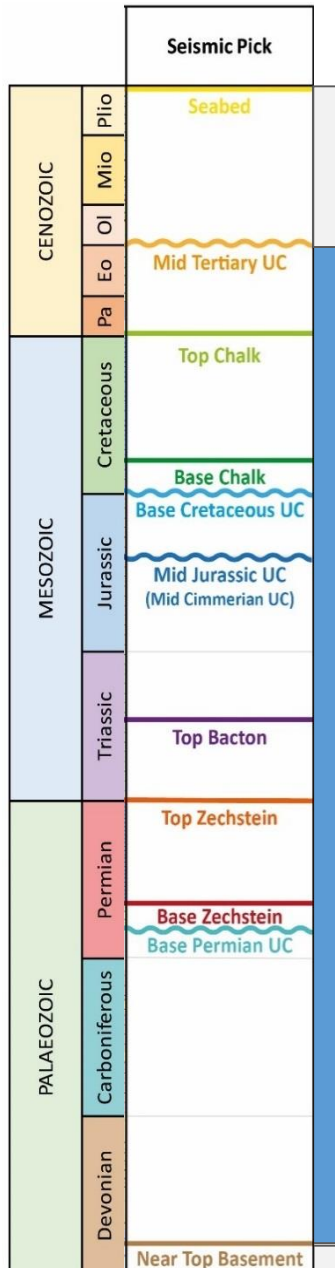 Seismic Pick
CENOZOIC
Plio
Mio
Ol
Eo
Pa
Seabed
Mid Tertiary UC
MESOZOIC
Cretaceous
Jurassic
Triassic
Top Chalk
Base Chalk
Base Cretaceous UC
Mid Jurassic UC
(Mid Cimmerian UC)
Top Bacton
PALAEOZOIC
Permian
Carboniferous
Devonian
Top Zechstein
Base Zechstein
Base Permian UC
Near Top Basement